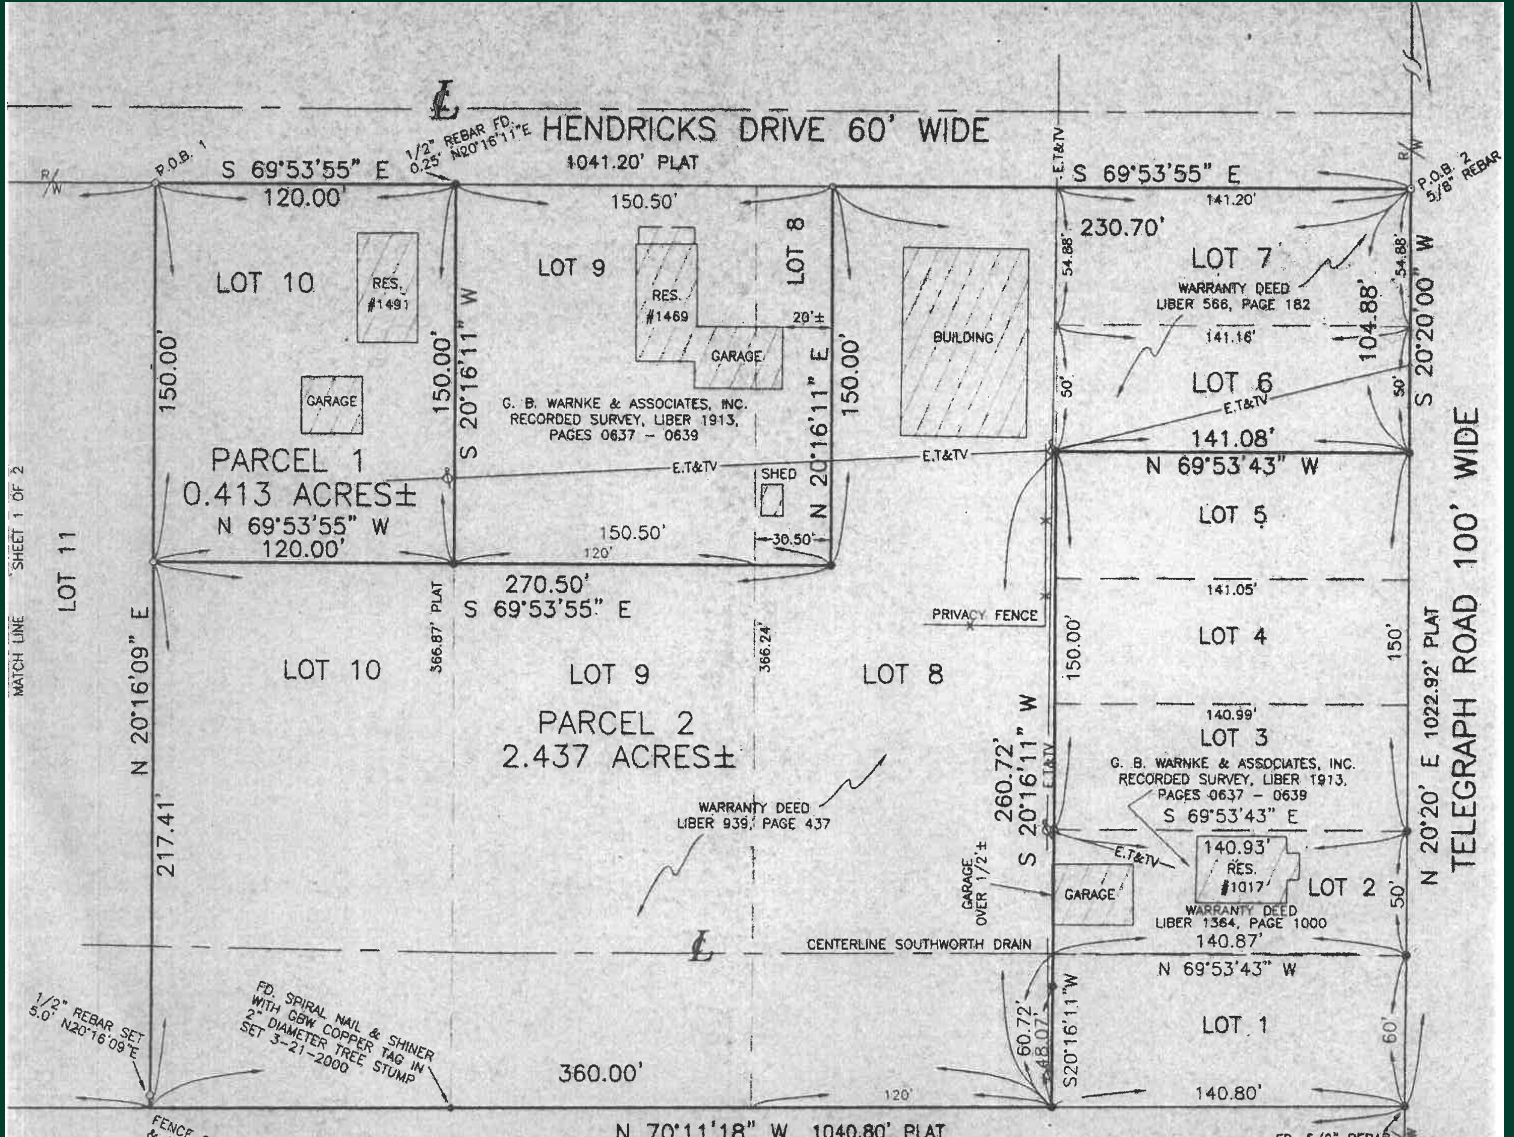 HENDRICKS DRIVE 60' WIDE
1041.20' PLAT
R/W
P.O.B. 1
S 69°53'55" E
120.00'
1/2" REBAR FD.
0.25' N20°16'11"E
150.50'
E.T&TV
S 69°53'55" E
141.20'
R/W
P.O.B. 2
5/8" REBAR
230.70'
LOT 10
RES.
#1491
GARAGE
150.00'
150.00'
S 20°16'11" W
LOT 9
RES.
#1469
GARAGE
20'±
LOT 8
N 20°16'11" E
150.00'
BUILDING
54.88'
LOT 7
54.88'
WARRANTY DEED
LIBER 566, PAGE 182
104.88'
S 20°20'00" W
141.16'
50'
LOT 6
50'
E.T&TV
141.08'
N 69°53'43" W
G. B. WARNKE & ASSOCIATES, INC.
RECORDED SURVEY, LIBER 1913,
PAGES 0637 - 0639
PARCEL 1
0.413 ACRES±
N 69°53'55" W
120.00'
E.T&TV
E.T&TV
SHED
150.50'
120'
30.50'
270.50'
S 69°53'55" E
MATCH LINE SHEET 1 OF 2
LOT 11
N 20°16'09" E
217.41'
366.87' PLAT
366.24'
PRIVACY FENCE
LOT 5
141.05'
LOT 4
150.00'
150'
140.99'
LOT 3
G. B. WARNKE & ASSOCIATES, INC.
RECORDED SURVEY, LIBER 1913,
PAGES 0637 - 0639
S 69°53'43" E
N 20°20' E 1022.92' PLAT
TELEGRAPH ROAD 100' WIDE
LOT 10
LOT 9
LOT 8
PARCEL 2
2.437 ACRES±
WARRANTY DEED
LIBER 939, PAGE 437
260.72'
S 20°16'11" W
E.T&TV
E.T&TV
140.93'
RES.
#1017
LOT 2
50'
GARAGE
OVER 1/2'±
GARAGE
WARRANTY DEED
LIBER 1364, PAGE 1000
140.87'
N 69°53'43" W
CENTERLINE SOUTHWORTH DRAIN
1/2" REBAR SET
5.0' N20°16'09"E
FD. SPIRAL NAIL & SHINER
WITH GBW COPPER TAG IN
2" DIAMETER TREE STUMP
SET 3-21-2000
60.72'
48.07'
S20°16'11"W
LOT 1
60'
360.00'
120'
140.80'
FENCE
N 70°11'18" W 1040.80' PLAT